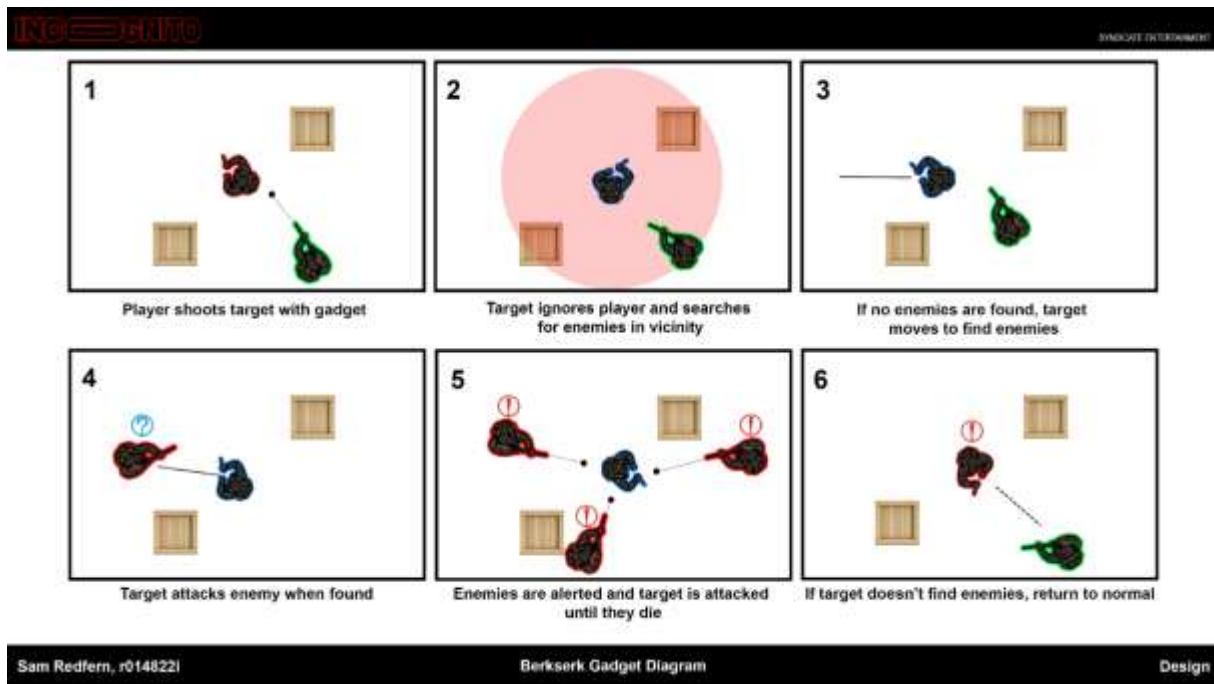 INCOGNITO
SYNDICATE ENTERTAINMENT
1
Player shoots target with gadget
2
Target ignores player and searches
for enemies in vicinity
3
If no enemies are found, target
moves to find enemies
4
?
Target attacks enemy when found
5
!
!
!
Enemies are alerted and target is attacked
until they die
6
!
If target doesn't find enemies, return to normal
Sam Redfern, r014822i
Berkserk Gadget Diagram
Design